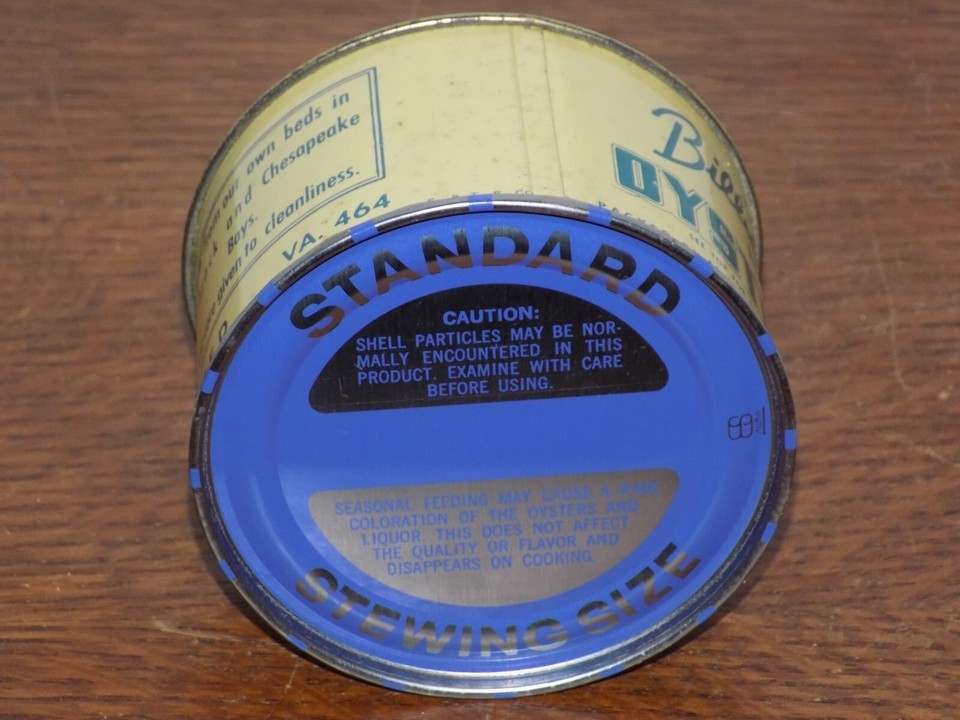 own beds in
and Chesapeake
Bays.
given to cleanliness.
VA. 464
OYS
STANDARD
CAUTION:
SHELL PARTICLES MAY BE NOR-
MALLY ENCOUNTERED IN THIS
PRODUCT. EXAMINE WITH CARE
BEFORE USING.
SEASONAL FEEDING MAY CAUSE A PINK
COLORATION OF THE OYSTERS AND
LIQUOR. THIS DOES NOT AFFECT
THE QUALITY OR FLAVOR AND
DISAPPEARS ON COOKING.
STEWING SIZE